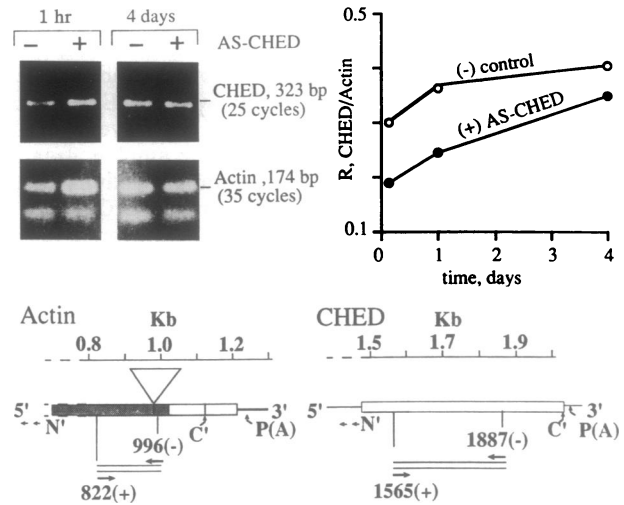 1 hr 4 days
− + − + AS-CHED
CHED, 323 bp
(25 cycles)
Actin ,174 bp
(35 cycles)
0.5
(-) control
(+) AS-CHED
R, CHED/Actin
0.1
0 1 2 3 4
time, days
Actin Kb
0.8 1.0 1.2
5' 3'
N' C' P(A)
996(-)
822(+)
CHED Kb
1.5 1.7 1.9
5' 3'
N' C' P(A)
1887(-)
1565(+)